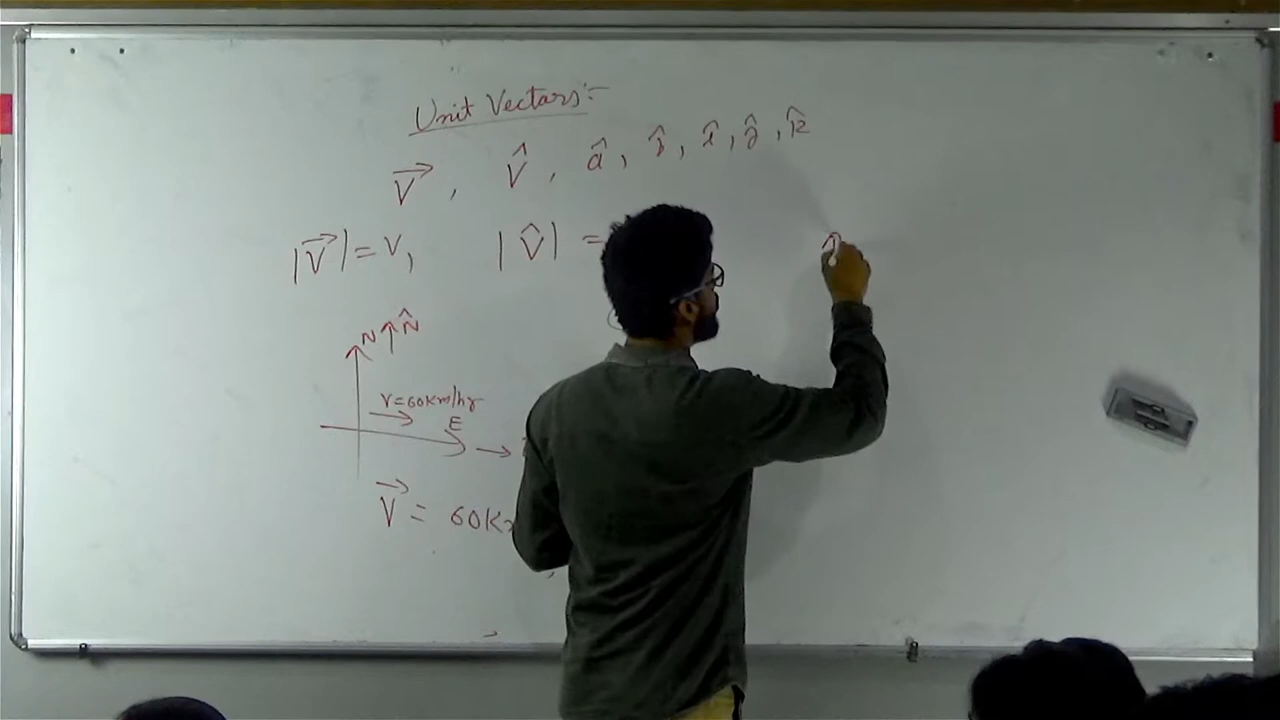 Unit Vectors:-
V⃗ , V̂ , â , r̂ , î , ĵ , k̂
|V⃗| = V, |V̂| =
N ↑ N̂
V=60Km/hr
E →
V⃗ = 60K